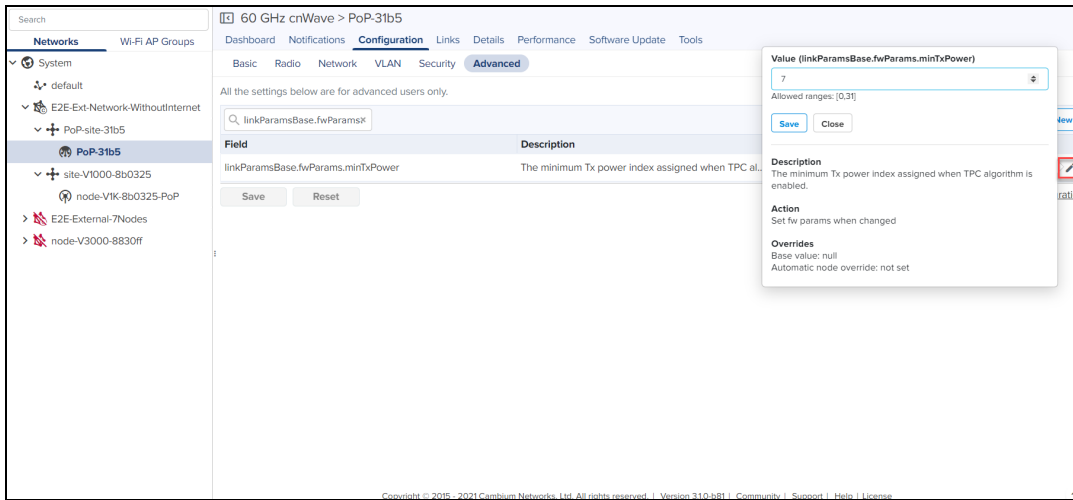 Search
Networks Wi-Fi AP Groups
System
default
E2E-Ext-Network-WithoutInternet
PoP-site-31b5
PoP-31b5
site-V1000-8b0325
node-V1K-8b0325-PoP
E2E-External-7Nodes
node-V3000-8830ff
60 GHz cnWave > PoP-31b5
Dashboard Notifications Configuration Links Details Performance Software Update Tools
Basic Radio Network VLAN Security Advanced
All the settings below are for advanced users only.
linkParamsBase.fwParams×
Field Description
linkParamsBase.fwParams.minTxPower The minimum Tx power index assigned when TPC al...
Save Reset
Value (linkParamsBase.fwParams.minTxPower)
7
Allowed ranges: [0,31]
Save Close
Description
The minimum Tx power index assigned when TPC algorithm is
enabled.
Action
Set fw params when changed
Overrides
Base value: null
Automatic node override: not set
Copyright © 2015 - 2021 Cambium Networks, Ltd. All rights reserved. | Version 3.1.0-b81 | Community | Support | Help | License